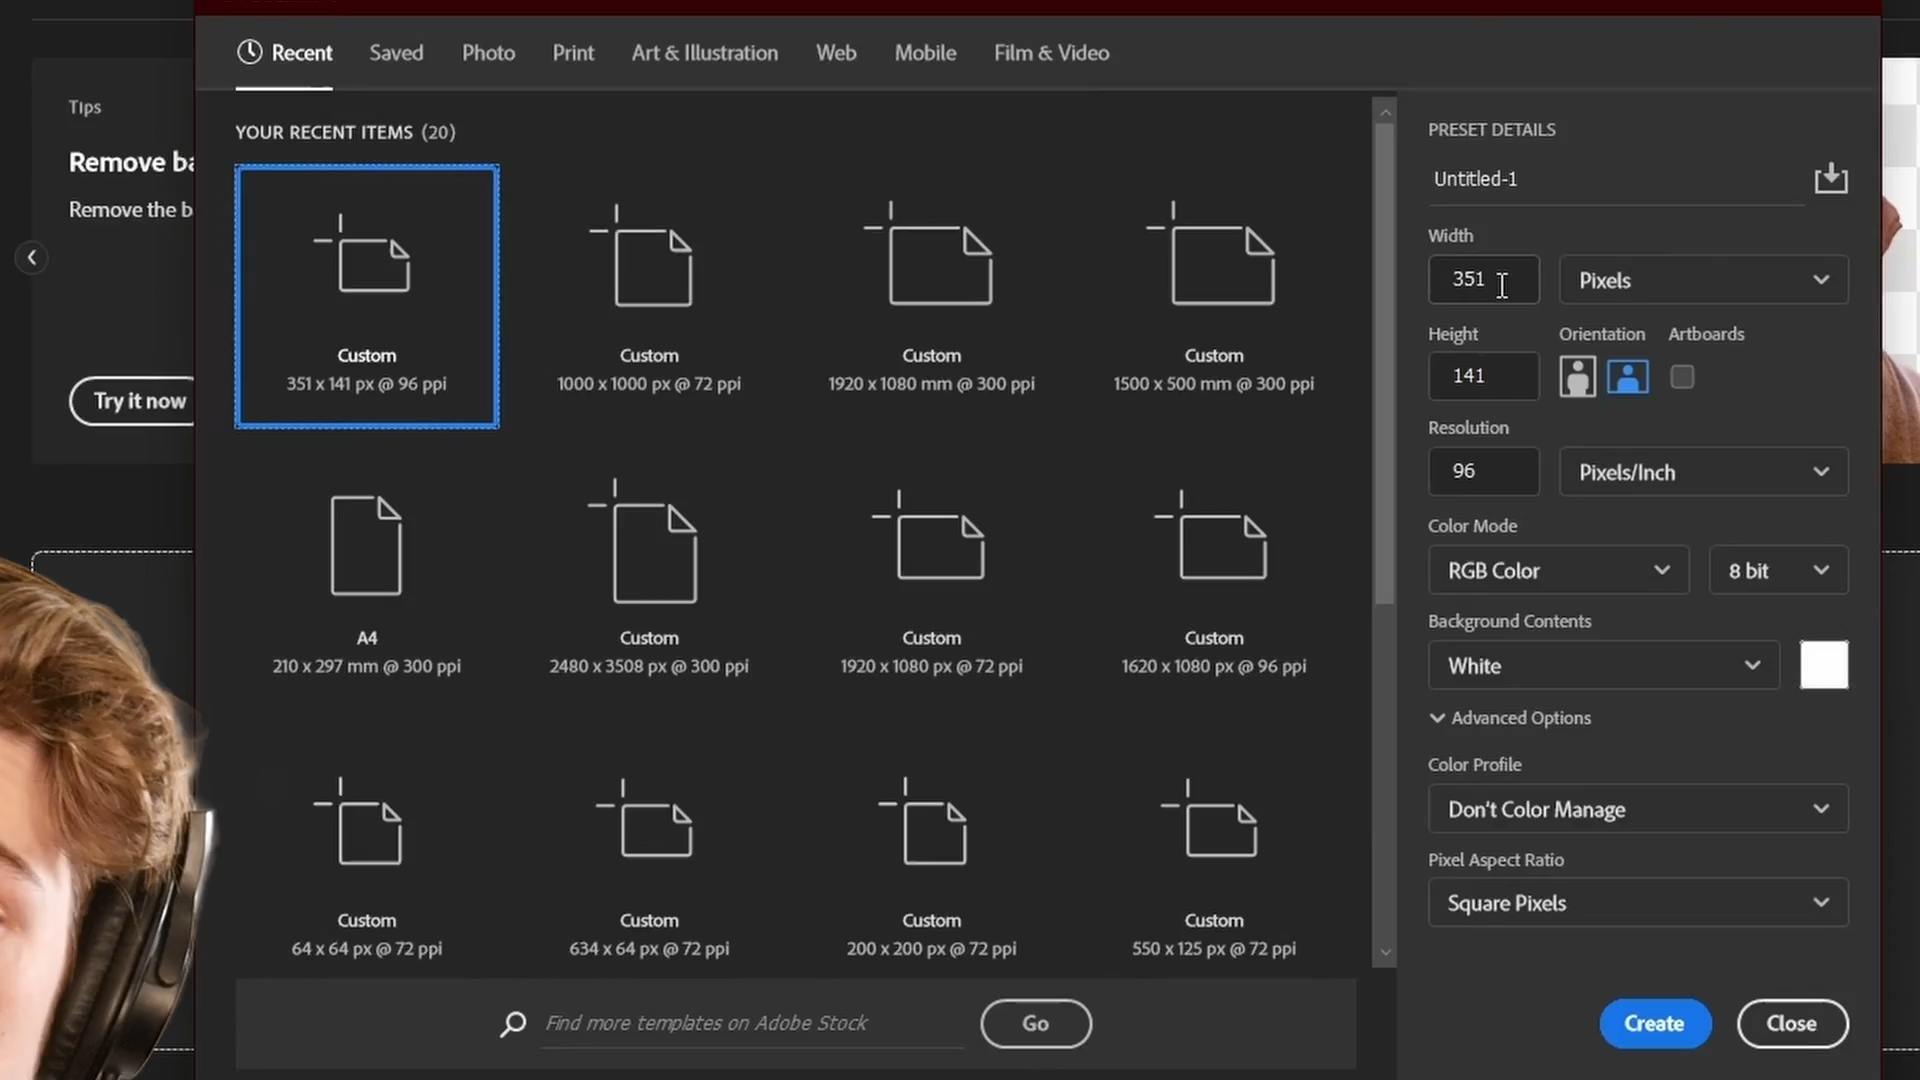 Recent
Saved
Photo
Print
Art & Illustration
Web
Mobile
Film & Video
Tips
Remove ba
Remove the b
Try it now
YOUR RECENT ITEMS (20)
Custom
351 x 141 px @ 96 ppi
Custom
1000 x 1000 px @ 72 ppi
Custom
1920 x 1080 mm @ 300 ppi
Custom
1500 x 500 mm @ 300 ppi
A4
210 x 297 mm @ 300 ppi
Custom
2480 x 3508 px @ 300 ppi
Custom
1920 x 1080 px @ 72 ppi
Custom
1620 x 1080 px @ 96 ppi
Custom
64 x 64 px @ 72 ppi
Custom
634 x 64 px @ 72 ppi
Custom
200 x 200 px @ 72 ppi
Custom
550 x 125 px @ 72 ppi
Find more templates on Adobe Stock
Go
PRESET DETAILS
Untitled-1
Width
351
Pixels
Height
Orientation
Artboards
141
Resolution
96
Pixels/Inch
Color Mode
RGB Color
8 bit
Background Contents
White
Advanced Options
Color Profile
Don't Color Manage
Pixel Aspect Ratio
Square Pixels
Create
Close